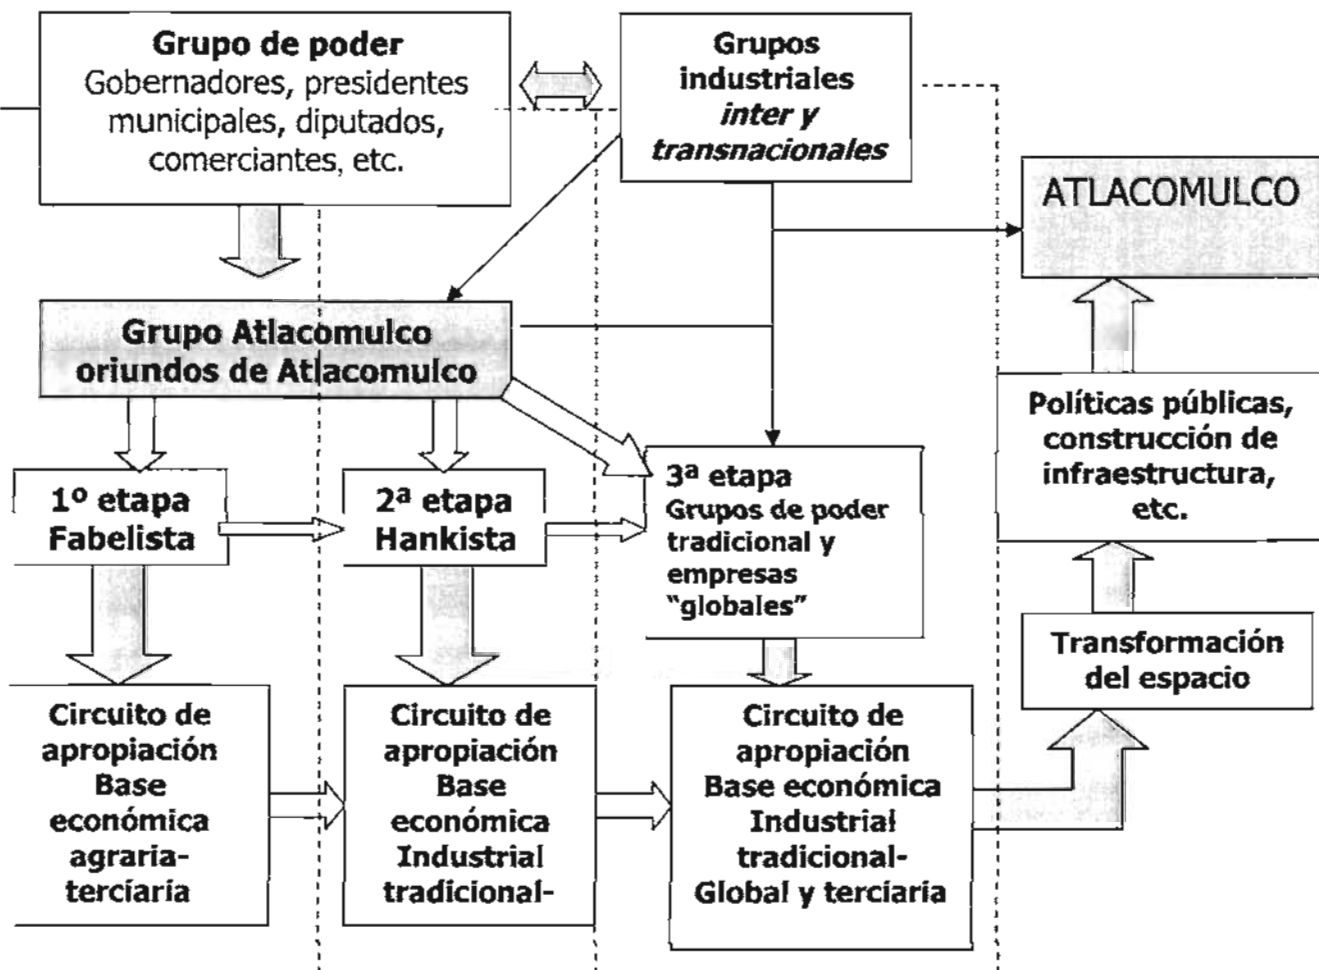 Grupo de poder
Gobernadores, presidentes
municipales, diputados,
comerciantes, etc.
Grupos
industriales
inter y
transnacionales
ATLACOMULCO
Grupo Atlacomulco
oriundos de Atlacomulco
1º etapa
Fabelista
2ª etapa
Hankista
3ª etapa
Grupos de poder
tradicional y
empresas
“globales”
Políticas públicas,
construcción de
infraestructura,
etc.
Transformación
del espacio
Circuito de
apropiación
Base
económica
agraria-
terciaria
Circuito de
apropiación
Base
económica
Industrial
tradicional-
Circuito de
apropiación
Base económica
Industrial
tradicional-
Global y terciaria